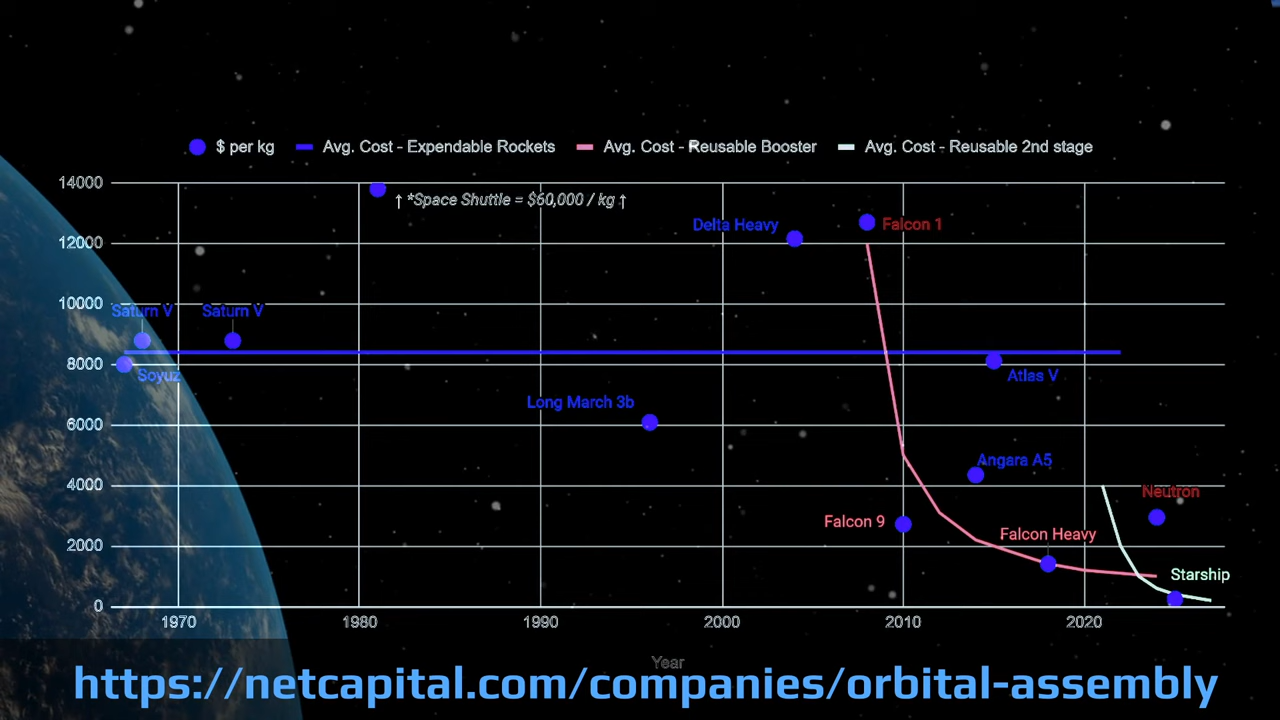 $ per kg Avg. Cost - Expendable Rockets Avg. Cost - Reusable Booster Avg. Cost - Reusable 2nd stage
14000
↑ *Space Shuttle = $60,000 / kg ↑
Delta Heavy
Falcon 1
12000
10000
Saturn V
Saturn V
8000
Soyuz
Atlas V
Long March 3b
6000
Angara A5
4000
Neutron
Falcon 9
Falcon Heavy
2000
Starship
0
1970 1980 1990 2000 2010 2020
Year
https://netcapital.com/companies/orbital-assembly